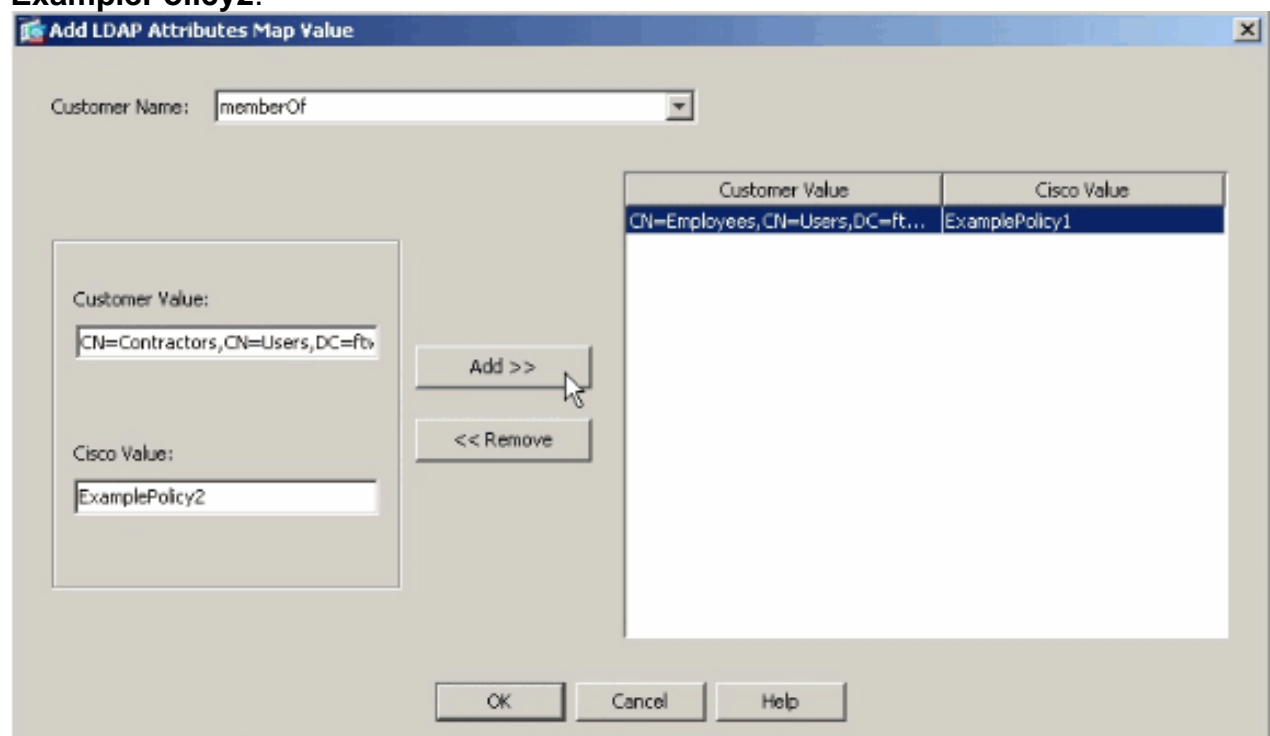 ExamplePolicy2.
Add LDAP Attributes Map Value
Customer Name: memberOf
Customer Value Cisco Value
CN=Employees,CN=Users,DC=ft... ExamplePolicy1
Customer Value:
CN=Contractors,CN=Users,DC=ft
Add >>
<< Remove
Cisco Value:
ExamplePolicy2
OK Cancel Help